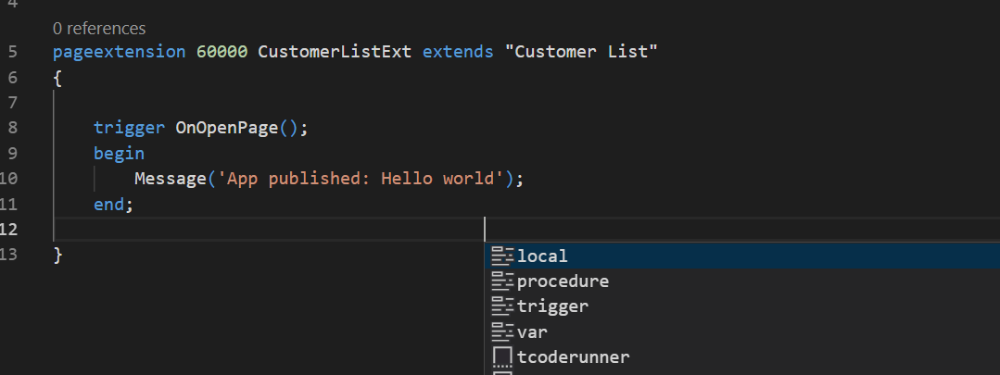 4
0 references
5 pageextension 60000 CustomerListExt extends "Customer List"
6 {
7
8 trigger OnOpenPage();
9 begin
10 Message('App published: Hello world');
11 end;
12
13 }
local
procedure
trigger
var
tcoderunner